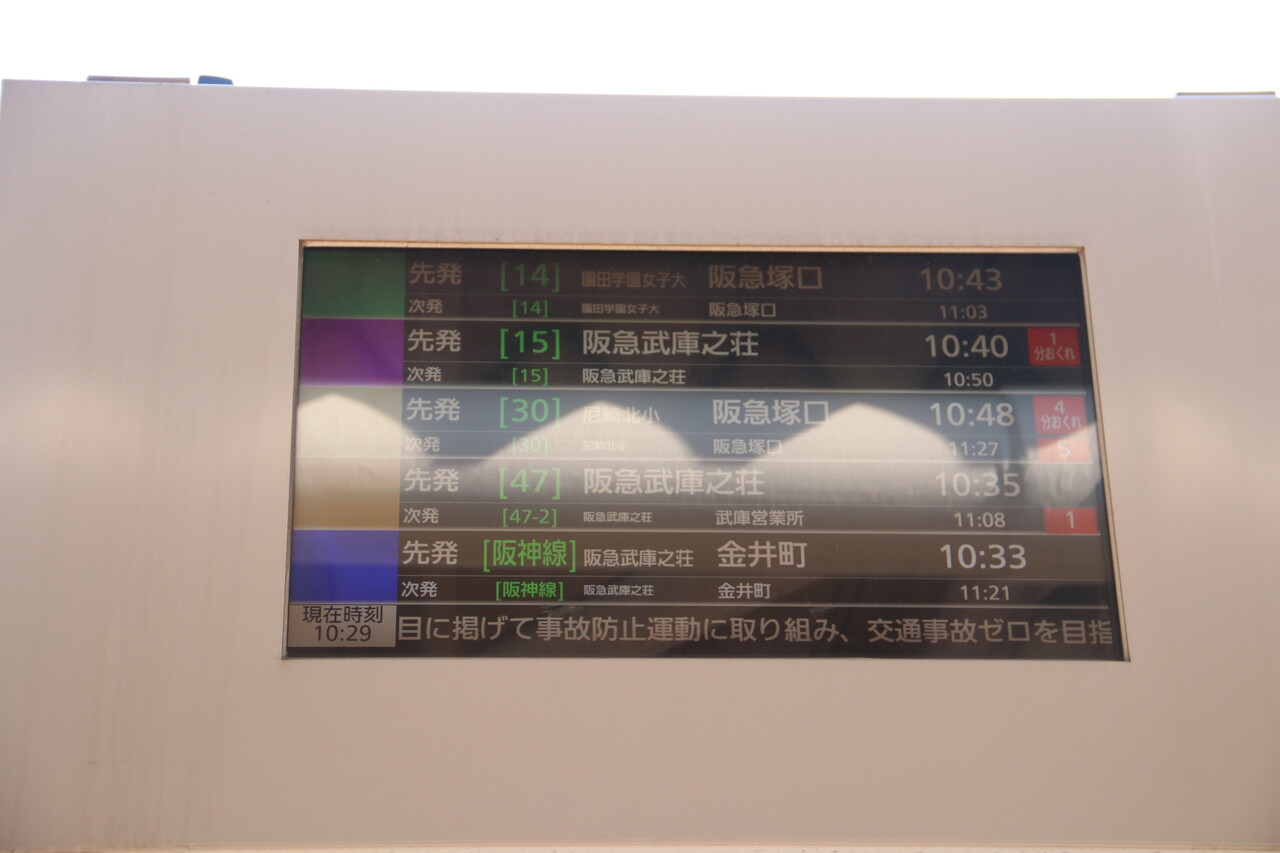 先発 [14] 園田学園女子大 阪急塚口 10:43
次発 [14] 園田学園女子大 阪急塚口 11:03
先発 [15] 阪急武庫之荘 10:40 1分おくれ
次発 [15] 阪急武庫之荘 10:50
先発 [30] 尼崎北小 阪急塚口 10:48 4分おくれ
次発 [30] 尼崎北小 阪急塚口 11:27 5
先発 [47] 阪急武庫之荘 10:35
次発 [47-2] 阪急武庫之荘 武庫営業所 11:08 1
先発 [阪神線] 阪急武庫之荘 金井町 10:33
次発 [阪神線] 阪急武庫之荘 金井町 11:21
現在時刻
10:29
目に掲げて事故防止運動に取り組み、交通事故ゼロを目指